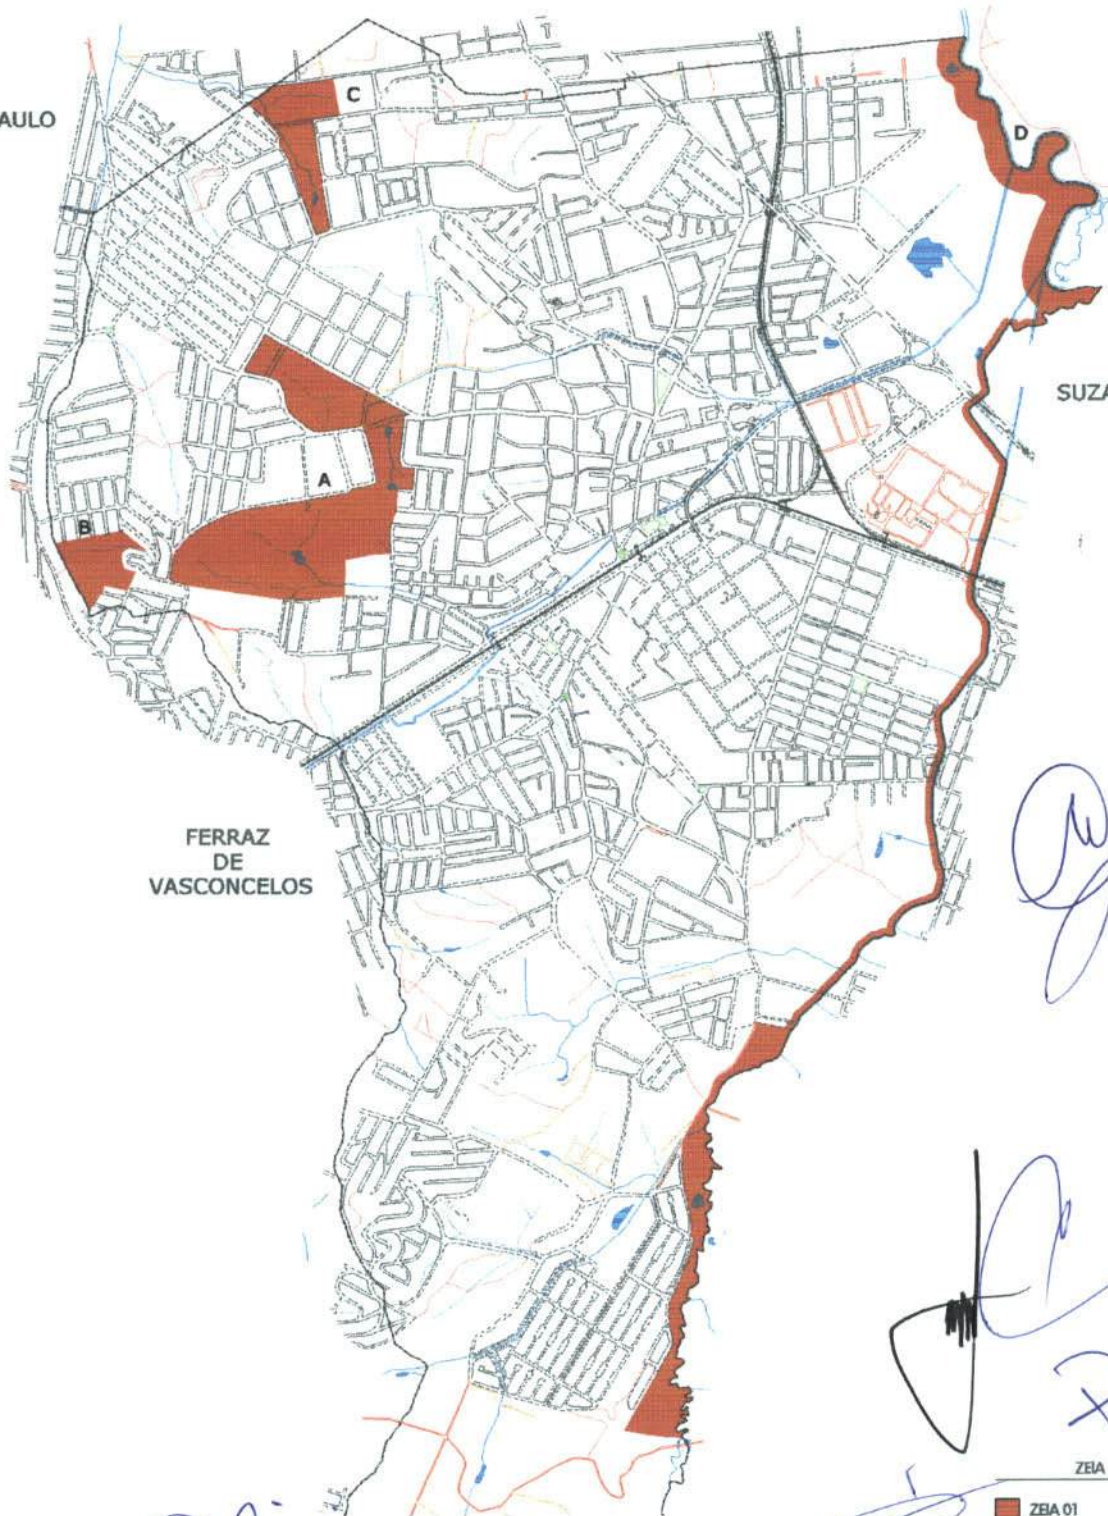 C
AULO
D
SUZA
A
B
FERRAZ
DE
VASCONCELOS
ZEIA
ZEIA 01